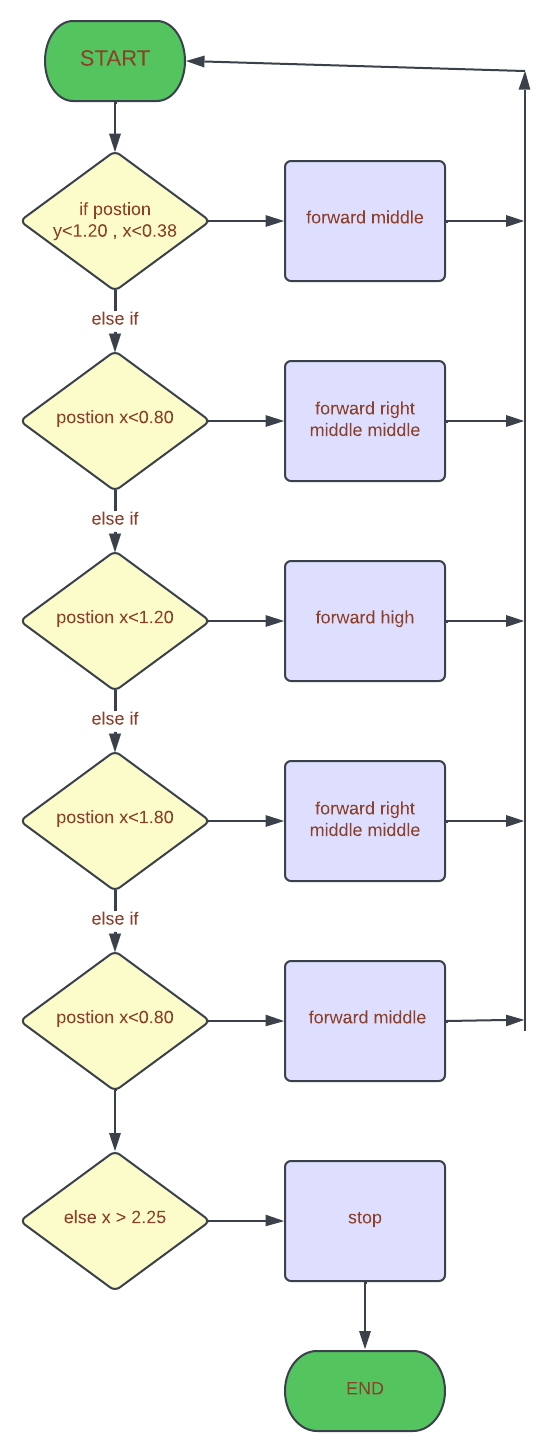 START
if postion
y<1.20 , x<0.38
forward middle
else if
postion x<0.80
forward right
middle middle
else if
postion x<1.20
forward high
else if
postion x<1.80
forward right
middle middle
else if
postion x<0.80
forward middle
else x > 2.25
stop
END